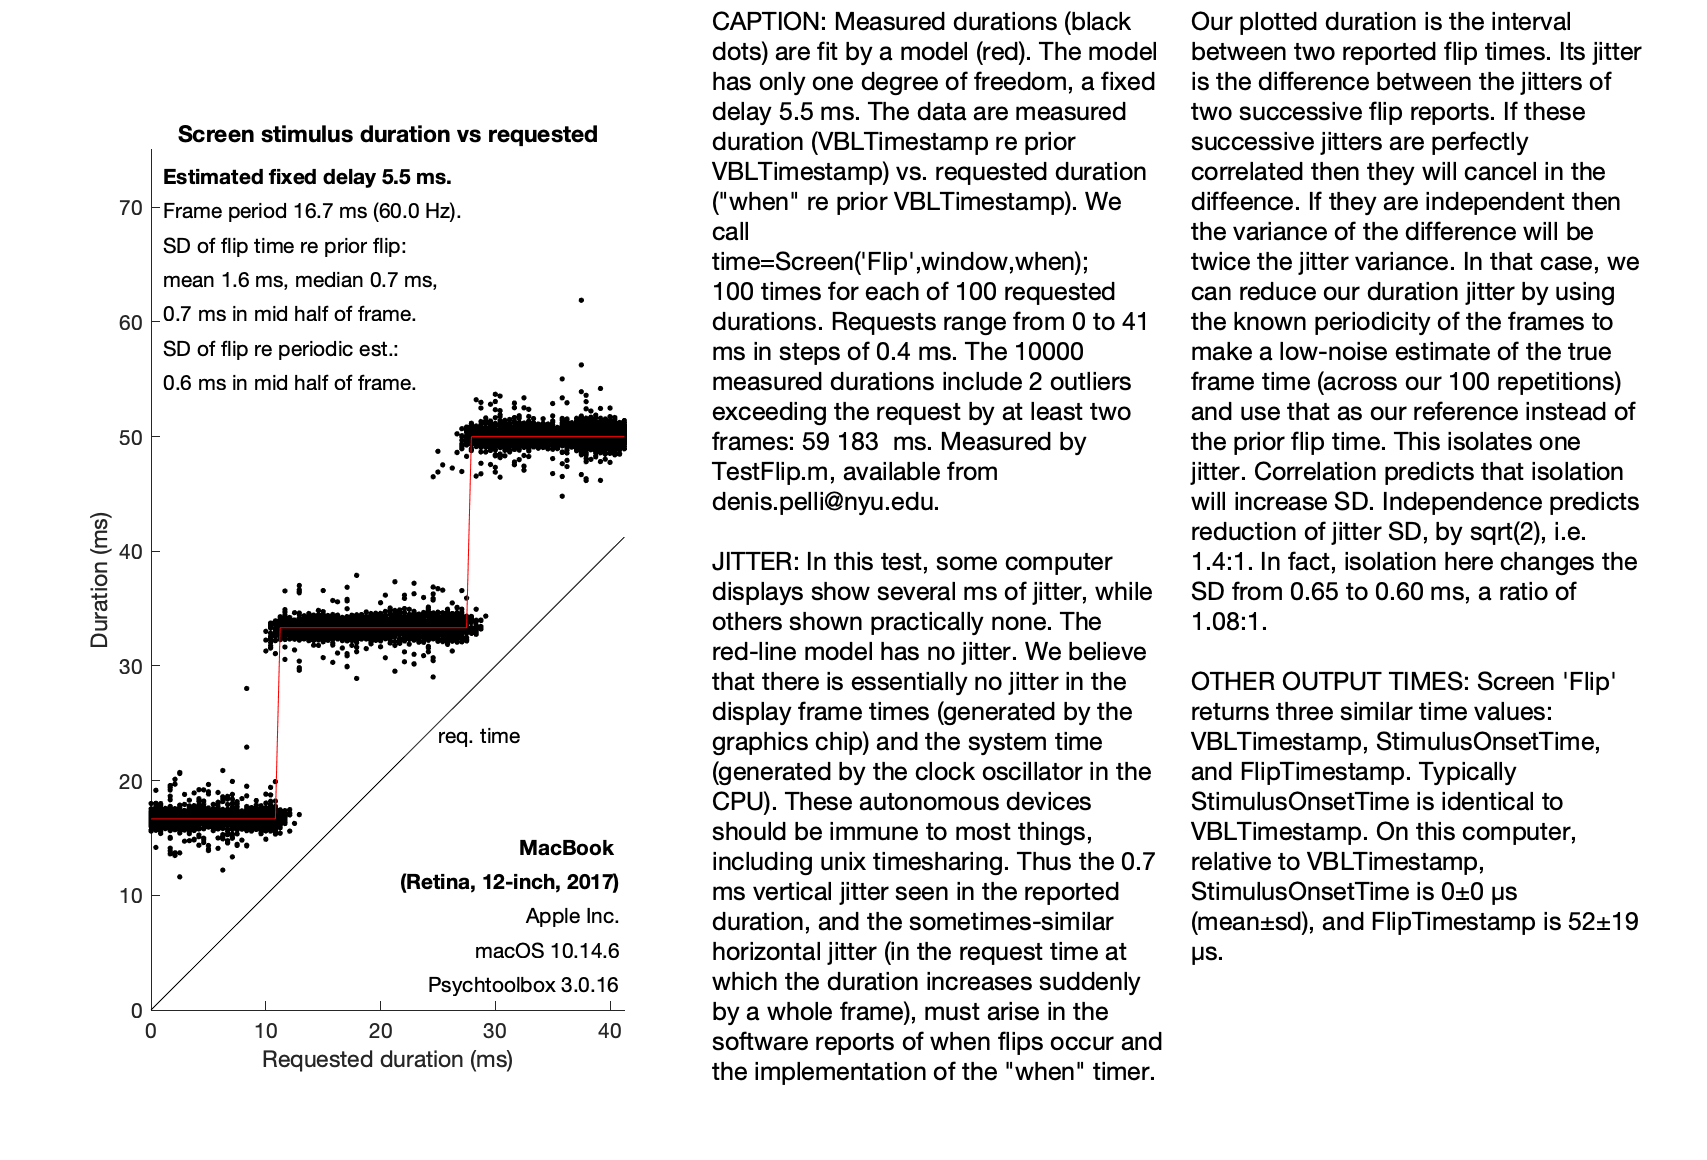 Screen stimulus duration vs requested
Estimated fixed delay 5.5 ms.
Frame period 16.7 ms (60.0 Hz).
SD of flip time re prior flip:
mean 1.6 ms, median 0.7 ms,
0.7 ms in mid half of frame.
SD of flip re periodic est.:
0.6 ms in mid half of frame.
70
60
50
40
30
20
10
0
Duration (ms)
req. time
MacBook
(Retina, 12-inch, 2017)
Apple Inc.
macOS 10.14.6
Psychtoolbox 3.0.16
0 10 20 30 40
Requested duration (ms)
CAPTION: Measured durations (black
dots) are fit by a model (red). The model
has only one degree of freedom, a fixed
delay 5.5 ms. The data are measured
duration (VBLTimestamp re prior
VBLTimestamp) vs. requested duration
("when" re prior VBLTimestamp). We
call
time=Screen('Flip',window,when);
100 times for each of 100 requested
durations. Requests range from 0 to 41
ms in steps of 0.4 ms. The 10000
measured durations include 2 outliers
exceeding the request by at least two
frames: 59 183  ms. Measured by
TestFlip.m, available from
denis.pelli@nyu.edu.
JITTER: In this test, some computer
displays show several ms of jitter, while
others shown practically none. The
red-line model has no jitter. We believe
that there is essentially no jitter in the
display frame times (generated by the
graphics chip) and the system time
(generated by the clock oscillator in the
CPU). These autonomous devices
should be immune to most things,
including unix timesharing. Thus the 0.7
ms vertical jitter seen in the reported
duration, and the sometimes-similar
horizontal jitter (in the request time at
which the duration increases suddenly
by a whole frame), must arise in the
software reports of when flips occur and
the implementation of the "when" timer.
Our plotted duration is the interval
between two reported flip times. Its jitter
is the difference between the jitters of
two successive flip reports. If these
successive jitters are perfectly
correlated then they will cancel in the
diffeence. If they are independent then
the variance of the difference will be
twice the jitter variance. In that case, we
can reduce our duration jitter by using
the known periodicity of the frames to
make a low-noise estimate of the true
frame time (across our 100 repetitions)
and use that as our reference instead of
the prior flip time. This isolates one
jitter. Correlation predicts that isolation
will increase SD. Independence predicts
reduction of jitter SD, by sqrt(2), i.e.
1.4:1. In fact, isolation here changes the
SD from 0.65 to 0.60 ms, a ratio of
1.08:1.
OTHER OUTPUT TIMES: Screen 'Flip'
returns three similar time values:
VBLTimestamp, StimulusOnsetTime,
and FlipTimestamp. Typically
StimulusOnsetTime is identical to
VBLTimestamp. On this computer,
relative to VBLTimestamp,
StimulusOnsetTime is 0±0 µs
(mean±sd), and FlipTimestamp is 52±19
µs.